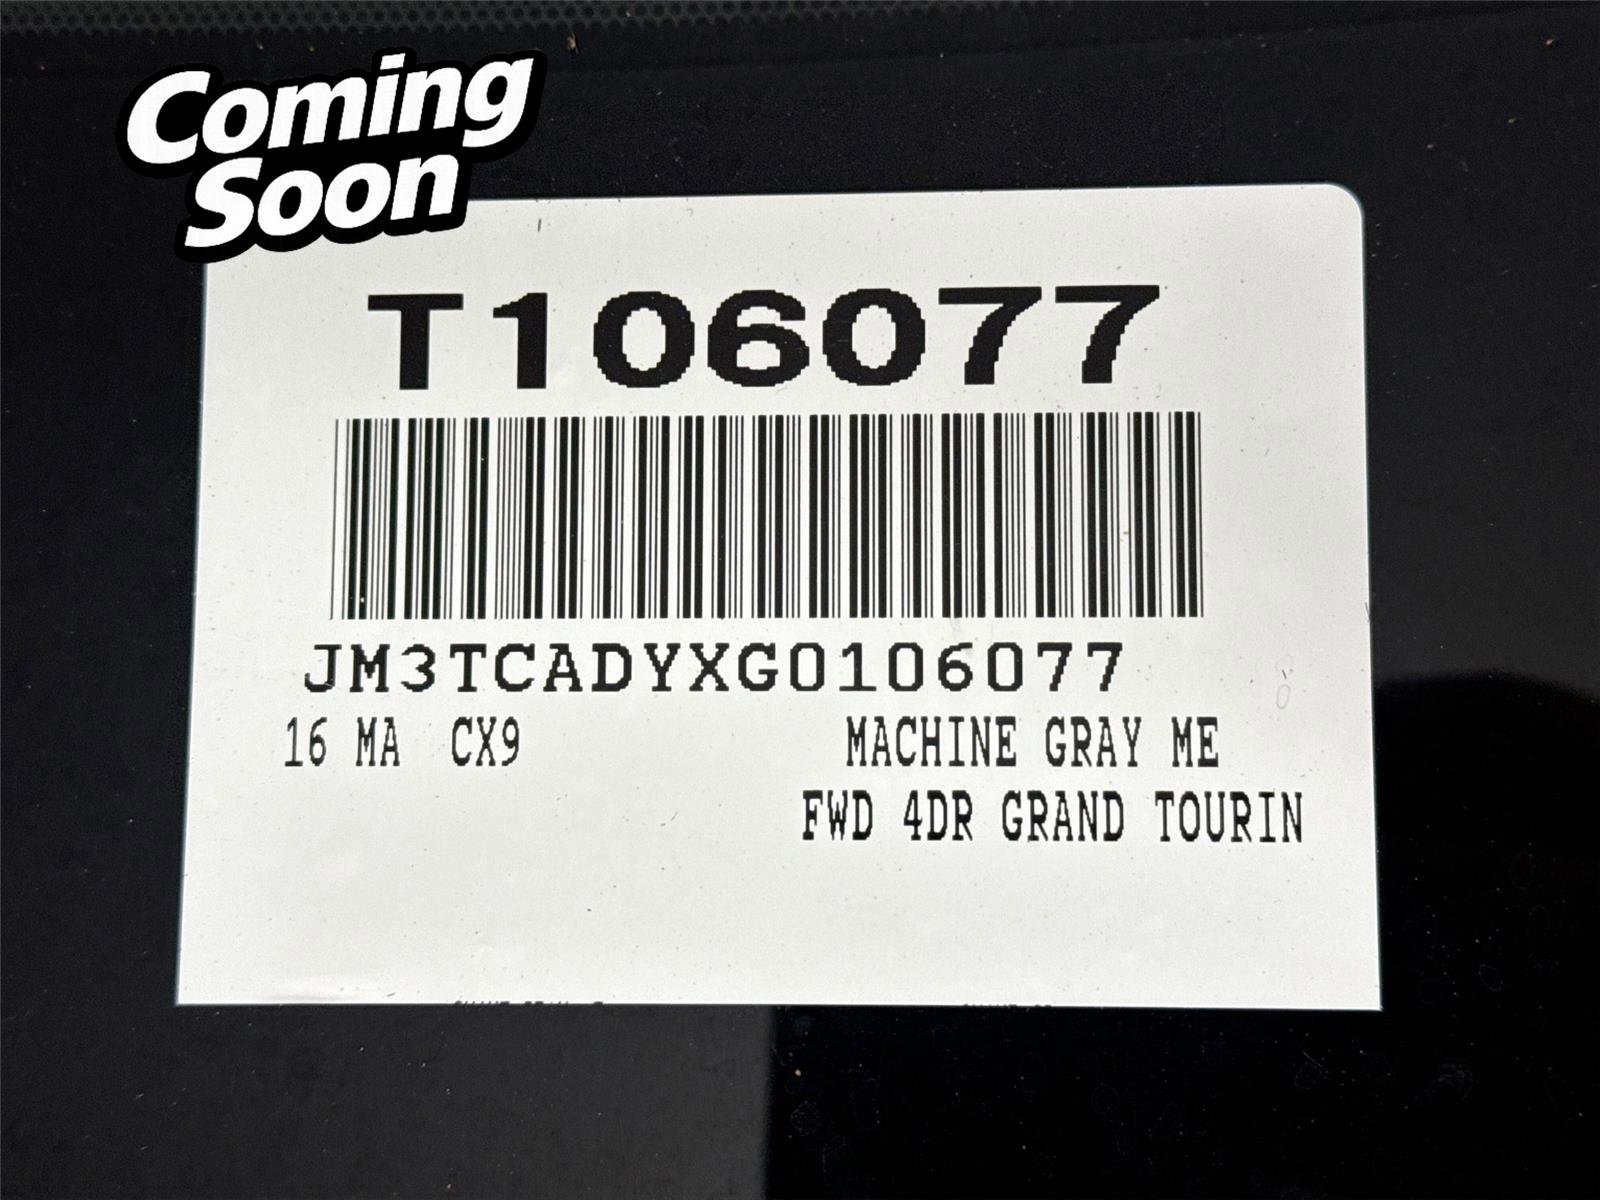 Coming
Soon
T106077
JM3TCADYXG0106077
16 MA CX9
MACHINE GRAY ME
FWD 4DR GRAND TOURIN